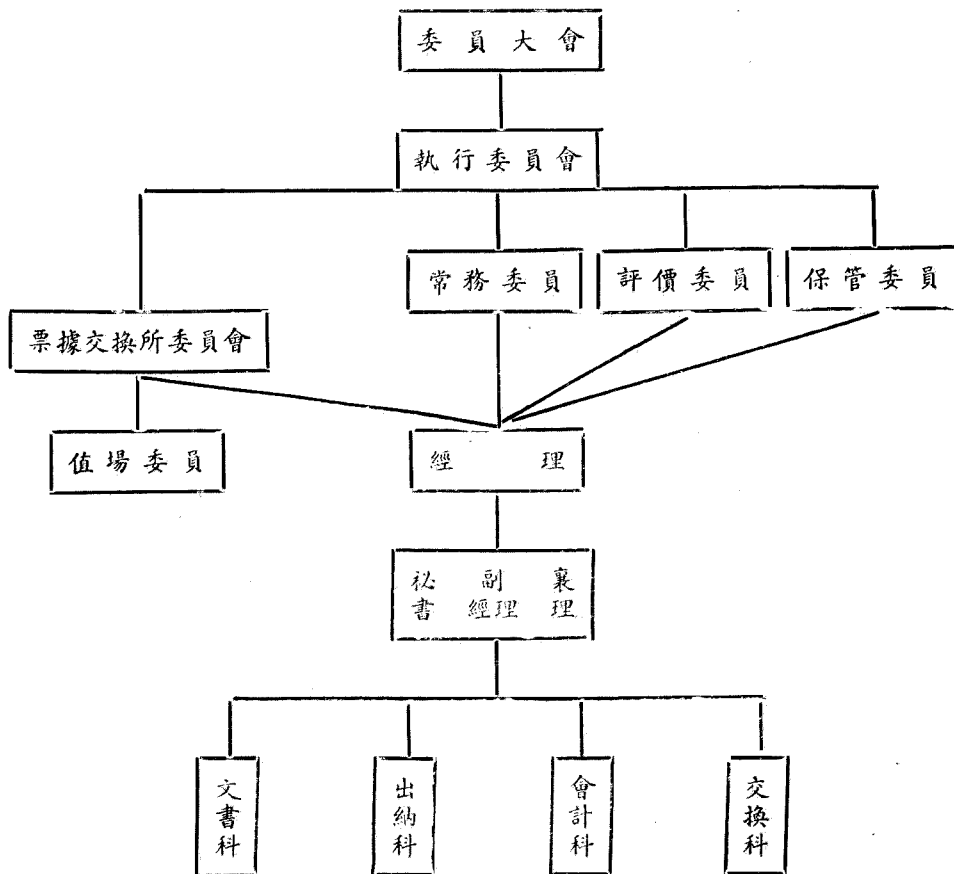 委員大會
執行委員會
常務委員
評價委員
保管委員
票據交換所委員會
值場委員
經理
祕書
副經理
襄理
文書科
出納科
會計科
交換科